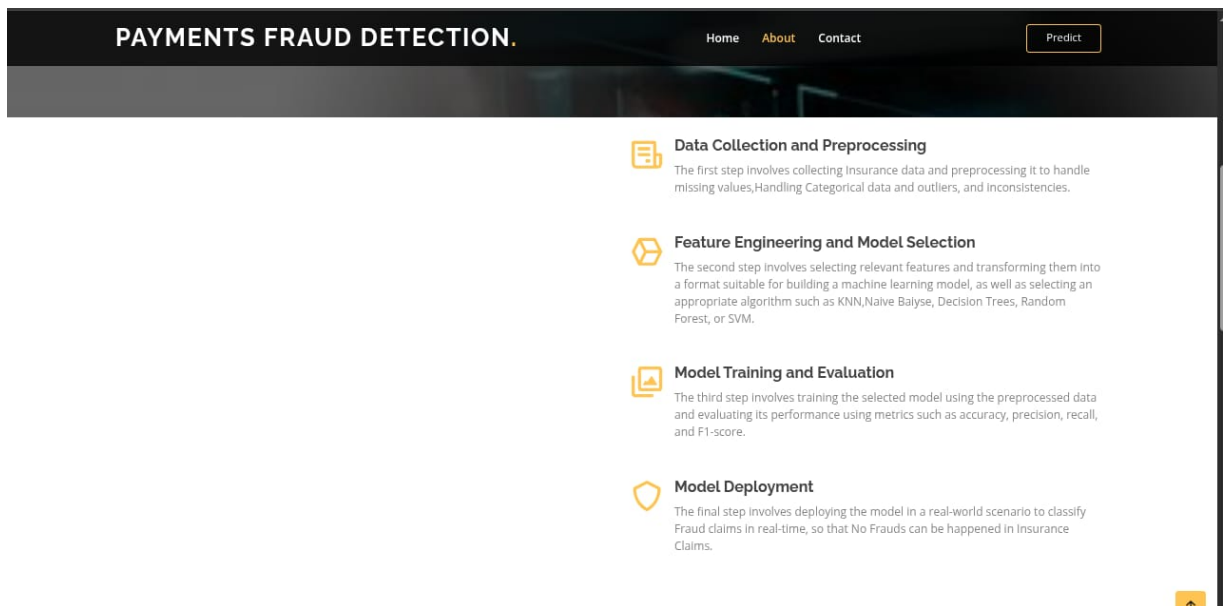 PAYMENTS FRAUD DETECTION.
Home About Contact
Predict
Data Collection and Preprocessing
The first step involves collecting Insurance data and preprocessing it to handle
missing values,Handling Categorical data and outliers, and inconsistencies.
Feature Engineering and Model Selection
The second step involves selecting relevant features and transforming them into
a format suitable for building a machine learning model, as well as selecting an
appropriate algorithm such as KNN,Naive Baiyse, Decision Trees, Random
Forest, or SVM.
Model Training and Evaluation
The third step involves training the selected model using the preprocessed data
and evaluating its performance using metrics such as accuracy, precision, recall,
and F1-score.
Model Deployment
The final step involves deploying the model in a real-world scenario to classify
Fraud claims in real-time, so that No Frauds can be happened in Insurance
Claims.